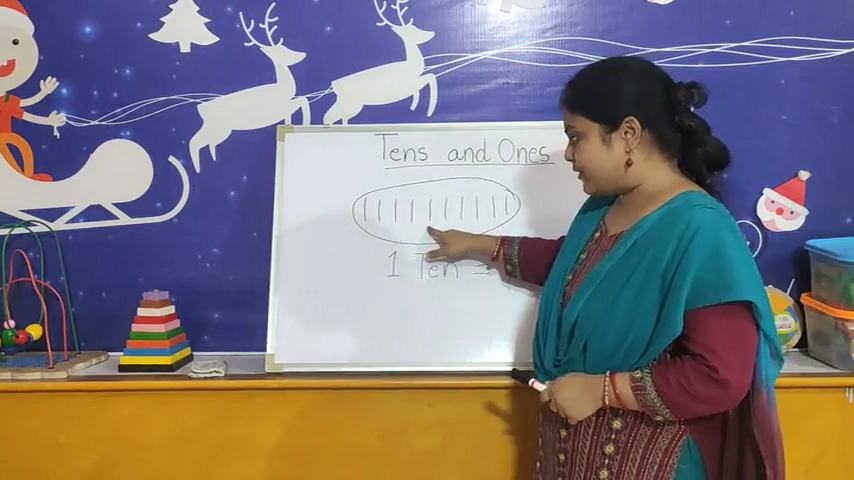 Tens and Ones
1 Ten =